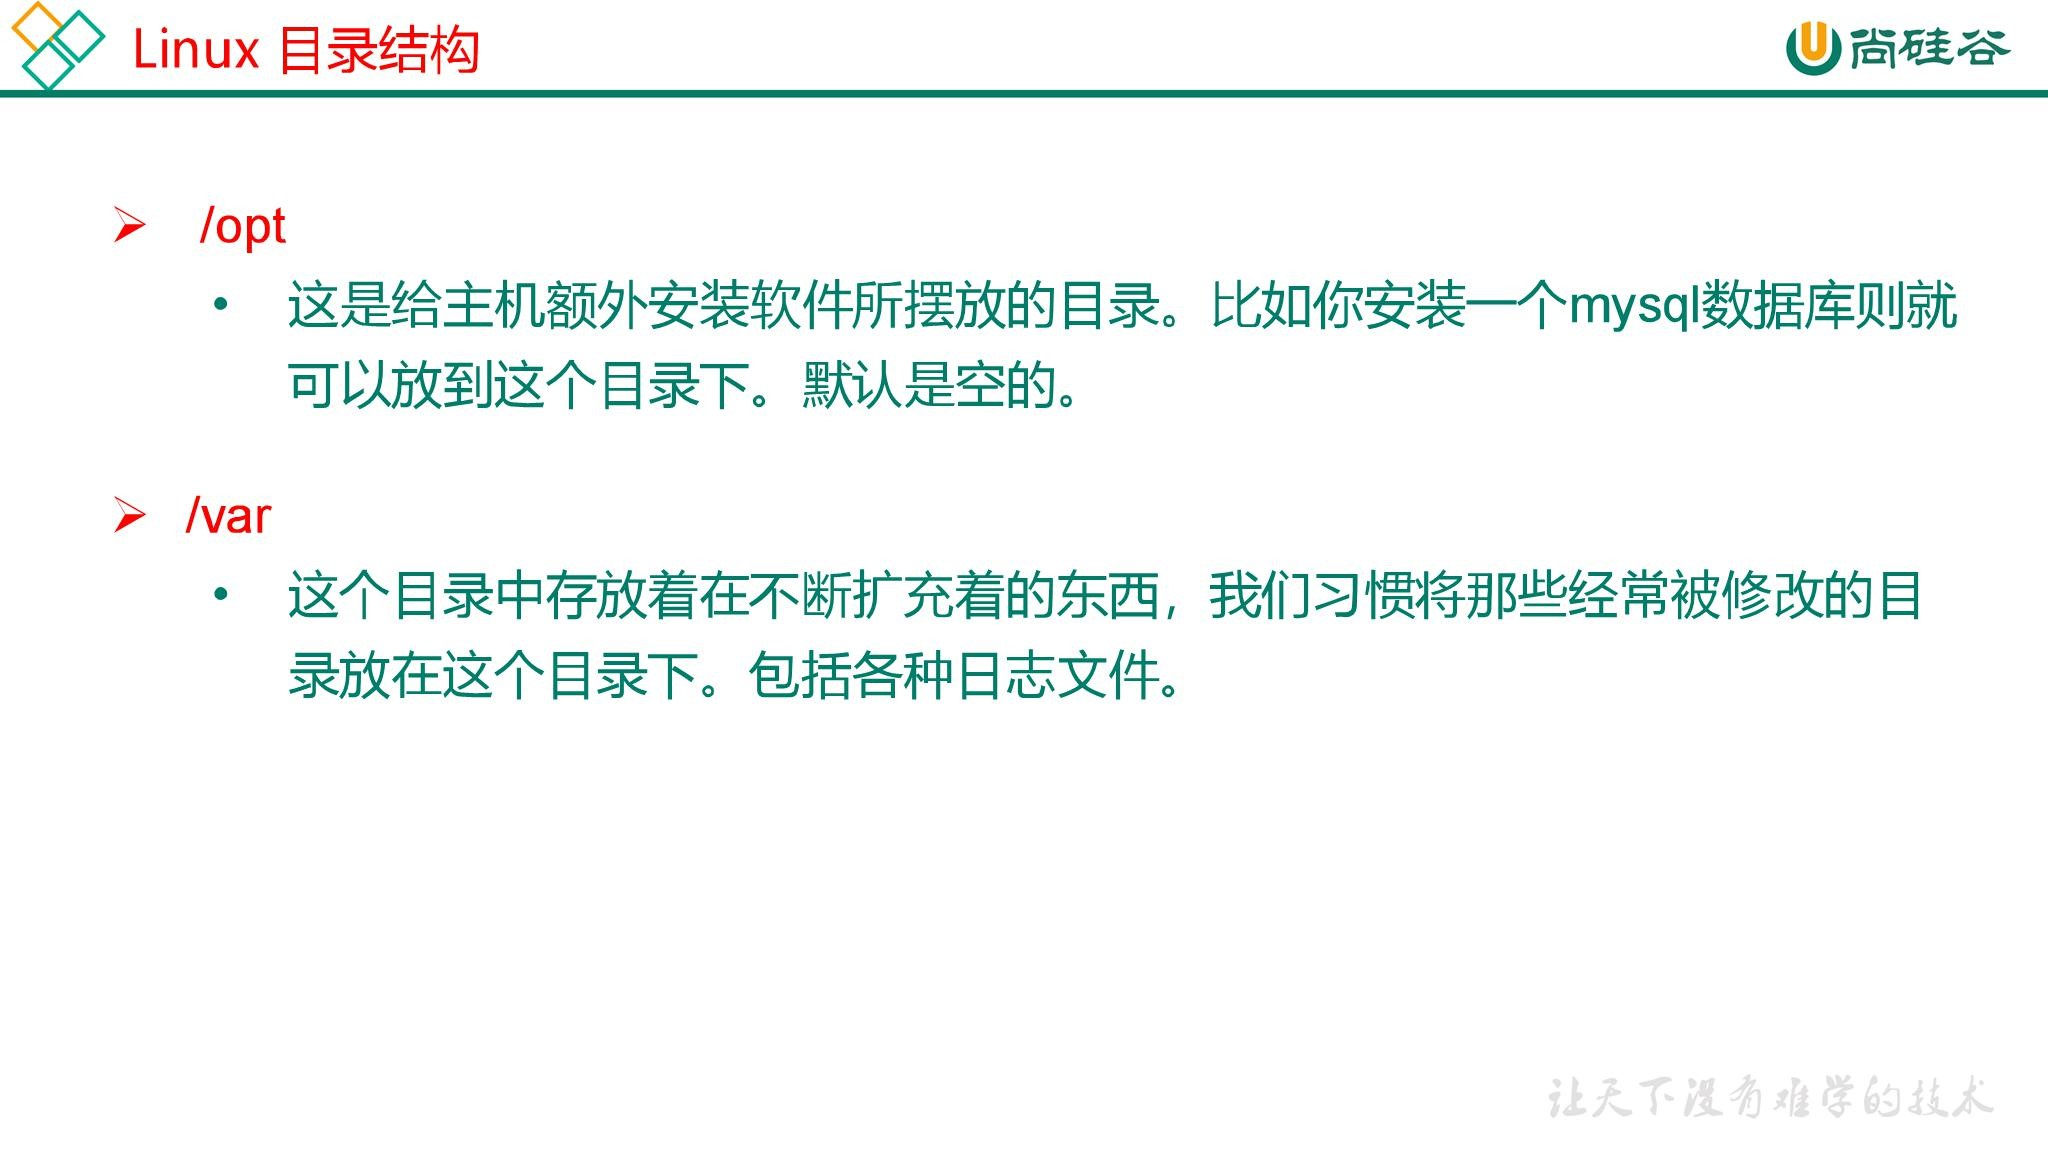 Linux 目录结构
尚硅谷
/opt
• 这是给主机额外安装软件所摆放的目录。比如你安装一个mysql数据库则就
可以放到这个目录下。默认是空的。
/var
• 这个目录中存放着在不断扩充着的东西，我们习惯将那些经常被修改的目
录放在这个目录下。包括各种日志文件。
让天下没有难学的技术